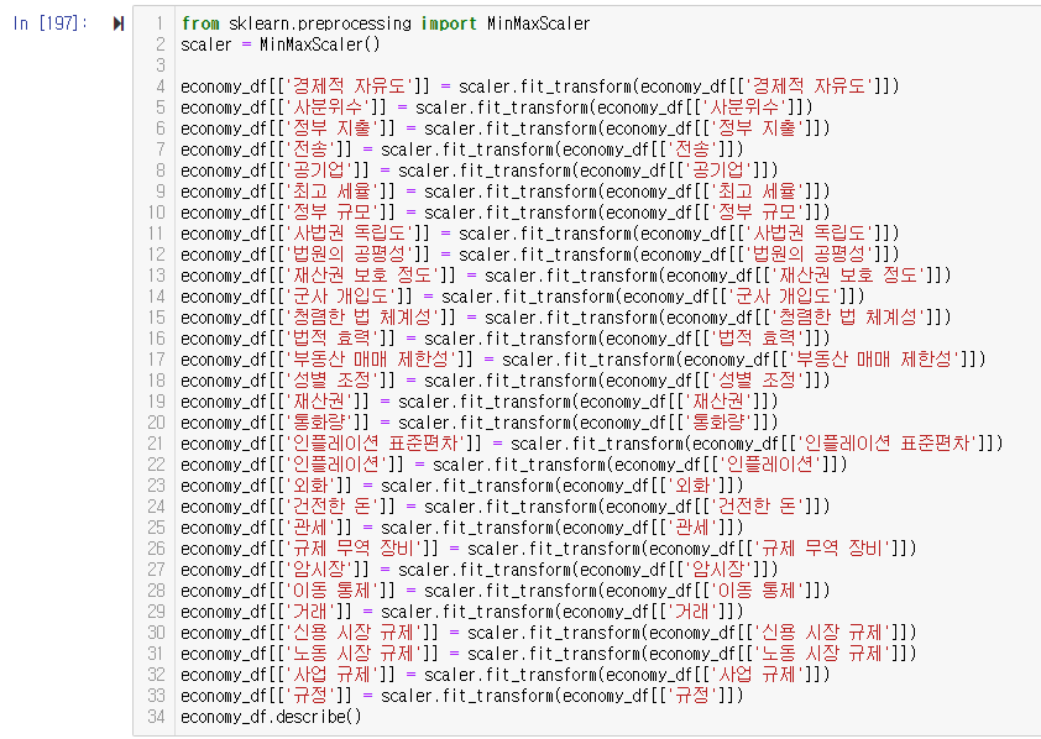 In [197]:
1 from sklearn.preprocessing import MinMaxScaler
2 scaler = MinMaxScaler()
3
4 economy_df[['경제적 자유도']] = scaler.fit_transform(economy_df[['경제적 자유도']])
5 economy_df[['사분위수']] = scaler.fit_transform(economy_df[['사분위수']])
6 economy_df[['정부 지출']] = scaler.fit_transform(economy_df[['정부 지출']])
7 economy_df[['전송']] = scaler.fit_transform(economy_df[['전송']])
8 economy_df[['공기업']] = scaler.fit_transform(economy_df[['공기업']])
9 economy_df[['최고 세율']] = scaler.fit_transform(economy_df[['최고 세율']])
10 economy_df[['정부 규모']] = scaler.fit_transform(economy_df[['정부 규모']])
11 economy_df[['사법권 독립도']] = scaler.fit_transform(economy_df[['사법권 독립도']])
12 economy_df[['법원의 공평성']] = scaler.fit_transform(economy_df[['법원의 공평성']])
13 economy_df[['재산권 보호 정도']] = scaler.fit_transform(economy_df[['재산권 보호 정도']])
14 economy_df[['군사 개입도']] = scaler.fit_transform(economy_df[['군사 개입도']])
15 economy_df[['청렴한 법 체계성']] = scaler.fit_transform(economy_df[['청렴한 법 체계성']])
16 economy_df[['법적 효력']] = scaler.fit_transform(economy_df[['법적 효력']])
17 economy_df[['부동산 매매 제한성']] = scaler.fit_transform(economy_df[['부동산 매매 제한성']])
18 economy_df[['성별 조정']] = scaler.fit_transform(economy_df[['성별 조정']])
19 economy_df[['재산권']] = scaler.fit_transform(economy_df[['재산권']])
20 economy_df[['통화량']] = scaler.fit_transform(economy_df[['통화량']])
21 economy_df[['인플레이션 표준편차']] = scaler.fit_transform(economy_df[['인플레이션 표준편차']])
22 economy_df[['인플레이션']] = scaler.fit_transform(economy_df[['인플레이션']])
23 economy_df[['외화']] = scaler.fit_transform(economy_df[['외화']])
24 economy_df[['건전한 돈']] = scaler.fit_transform(economy_df[['건전한 돈']])
25 economy_df[['관세']] = scaler.fit_transform(economy_df[['관세']])
26 economy_df[['규제 무역 장비']] = scaler.fit_transform(economy_df[['규제 무역 장비']])
27 economy_df[['암시장']] = scaler.fit_transform(economy_df[['암시장']])
28 economy_df[['이동 통제']] = scaler.fit_transform(economy_df[['이동 통제']])
29 economy_df[['거래']] = scaler.fit_transform(economy_df[['거래']])
30 economy_df[['신용 시장 규제']] = scaler.fit_transform(economy_df[['신용 시장 규제']])
31 economy_df[['노동 시장 규제']] = scaler.fit_transform(economy_df[['노동 시장 규제']])
32 economy_df[['사업 규제']] = scaler.fit_transform(economy_df[['사업 규제']])
33 economy_df[['규정']] = scaler.fit_transform(economy_df[['규정']])
34 economy_df.describe()